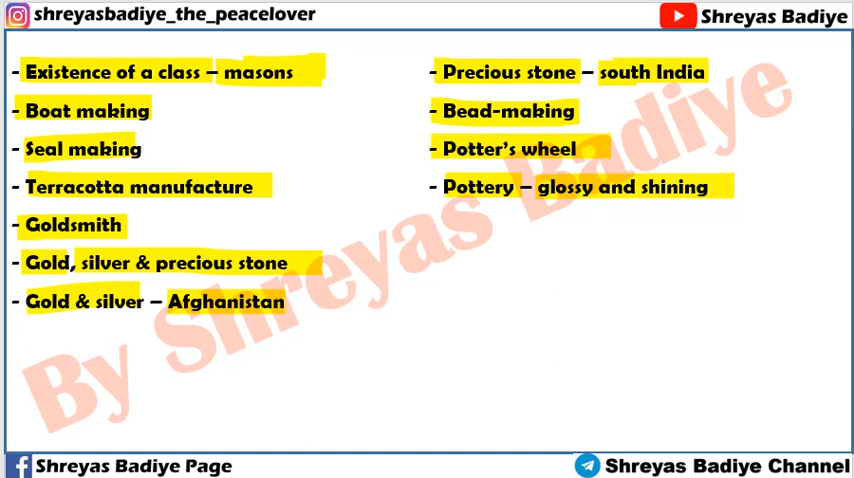 shreyasbadiye_the_peacelover
Shreyas Badiye
- Existence of a class – masons
- Boat making
- Seal making
- Terracotta manufacture
- Goldsmith
- Gold, silver & precious stone
- Gold & silver – Afghanistan
- Precious stone – south India
- Bead-making
- Potter's wheel
- Pottery – glossy and shining
By Shreyas Badiye
Shreyas Badiye Page
Shreyas Badiye Channel